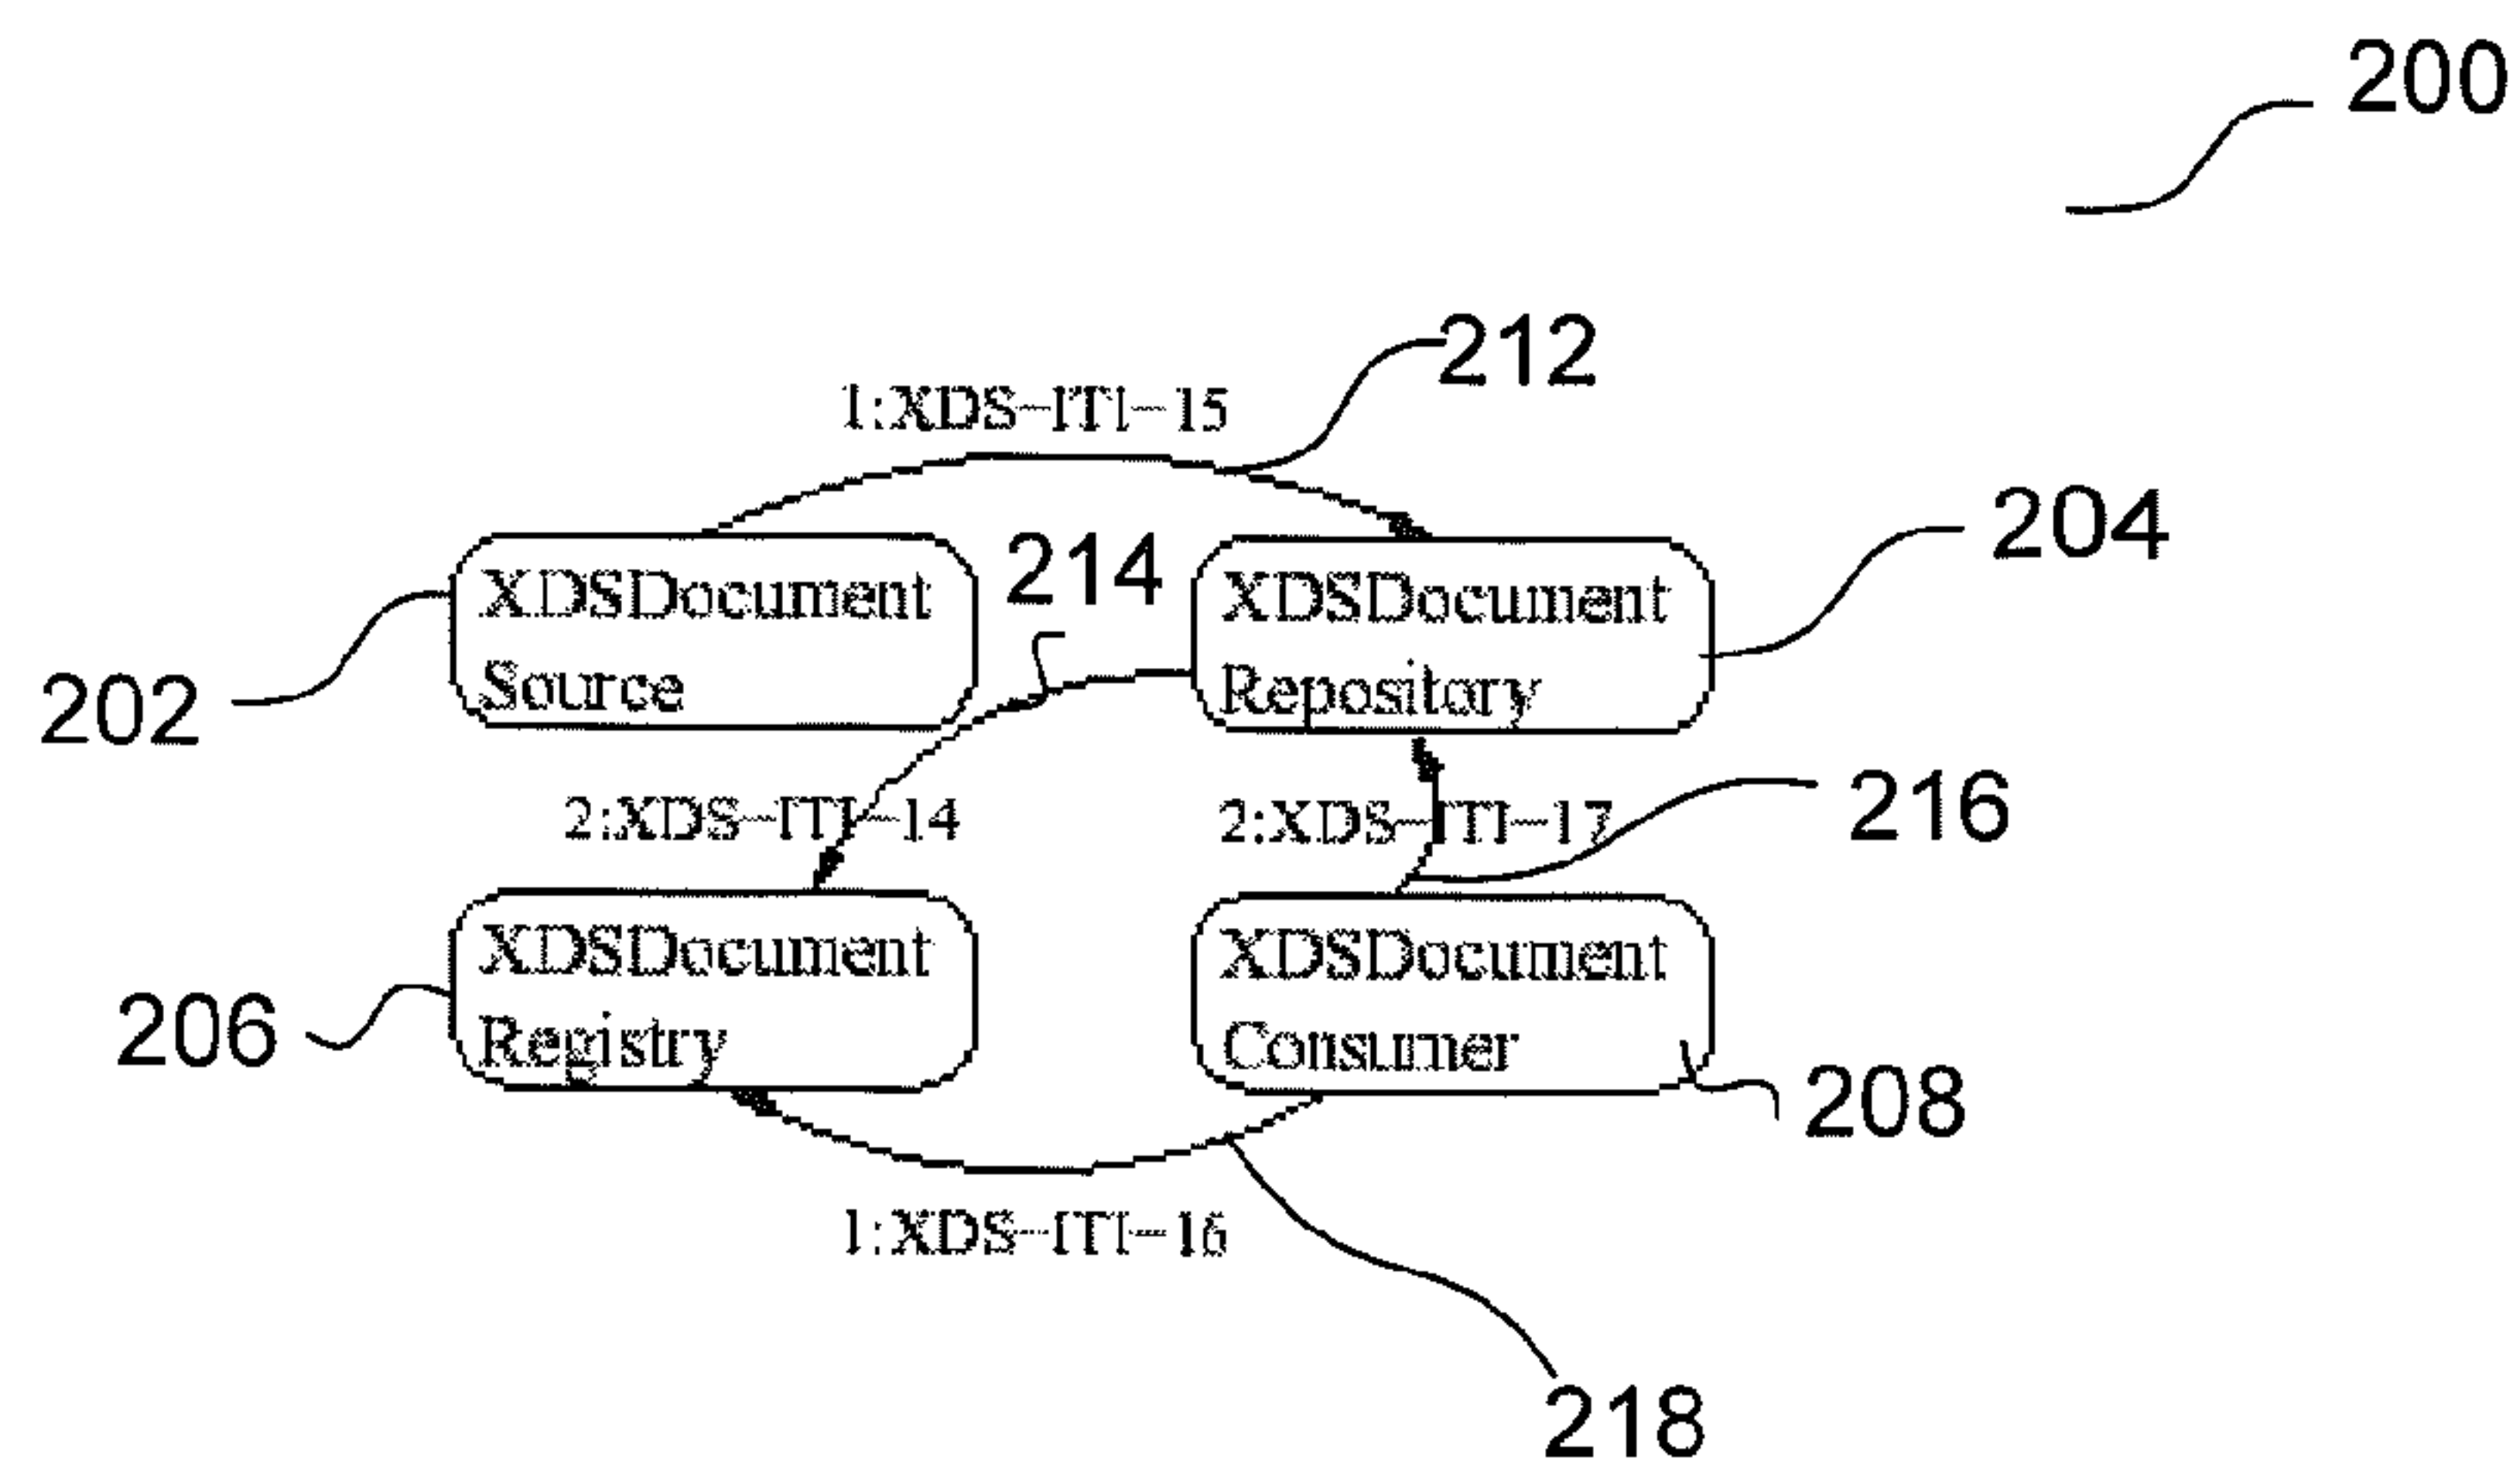 200
212
1:XDS-ITI-15
204
214
XDSDocument
Source
XDSDocument
Repository
202
216
2:XDS-ITI-14
2:XDS-ITI-17
XDSDocument
Registry
XDSDocument
Consumer
206
208
1:XDS-ITI-16
218